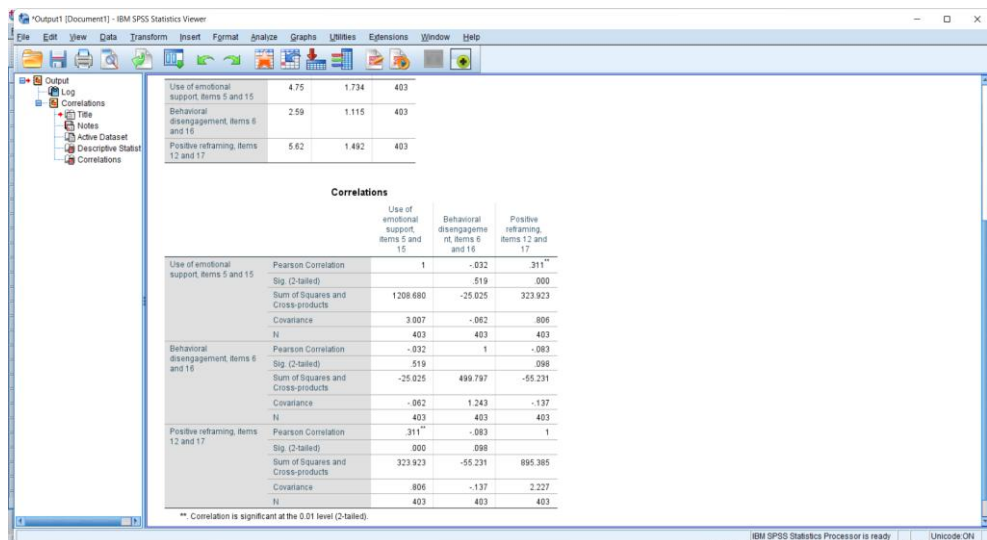 *Output1 [Document1] - IBM SPSS Statistics Viewer
File Edit View Data Transform Insert Format Analyze Graphs Utilities Extensions Window Help
Output
Log
Correlations
Title
Notes
Active Dataset
Descriptive Statist
Correlations
Use of emotional support, items 5 and 15 4.75 1.734 403
Behavioral disengagement, items 6 and 16 2.59 1.115 403
Positive reframing, items 12 and 17 5.62 1.492 403
Correlations
Use of emotional support, items 5 and 15 Behavioral disengageme nt, items 6 and 16 Positive reframing, items 12 and 17
Use of emotional support, items 5 and 15 Pearson Correlation 1 -.032 .311**
Sig. (2-tailed) .519 .000
Sum of Squares and Cross-products 1208.680 -25.025 323.923
Covariance 3.007 -.062 .806
N 403 403 403
Behavioral disengagement, items 6 and 16 Pearson Correlation -.032 1 -.083
Sig. (2-tailed) .519 .098
Sum of Squares and Cross-products -25.025 499.797 -55.231
Covariance -.062 1.243 -.137
N 403 403 403
Positive reframing, items 12 and 17 Pearson Correlation .311** -.083 1
Sig. (2-tailed) .000 .098
Sum of Squares and Cross-products 323.923 -55.231 895.385
Covariance .806 -.137 2.227
N 403 403 403
**. Correlation is significant at the 0.01 level (2-tailed).
IBM SPSS Statistics Processor is ready Unicode:ON